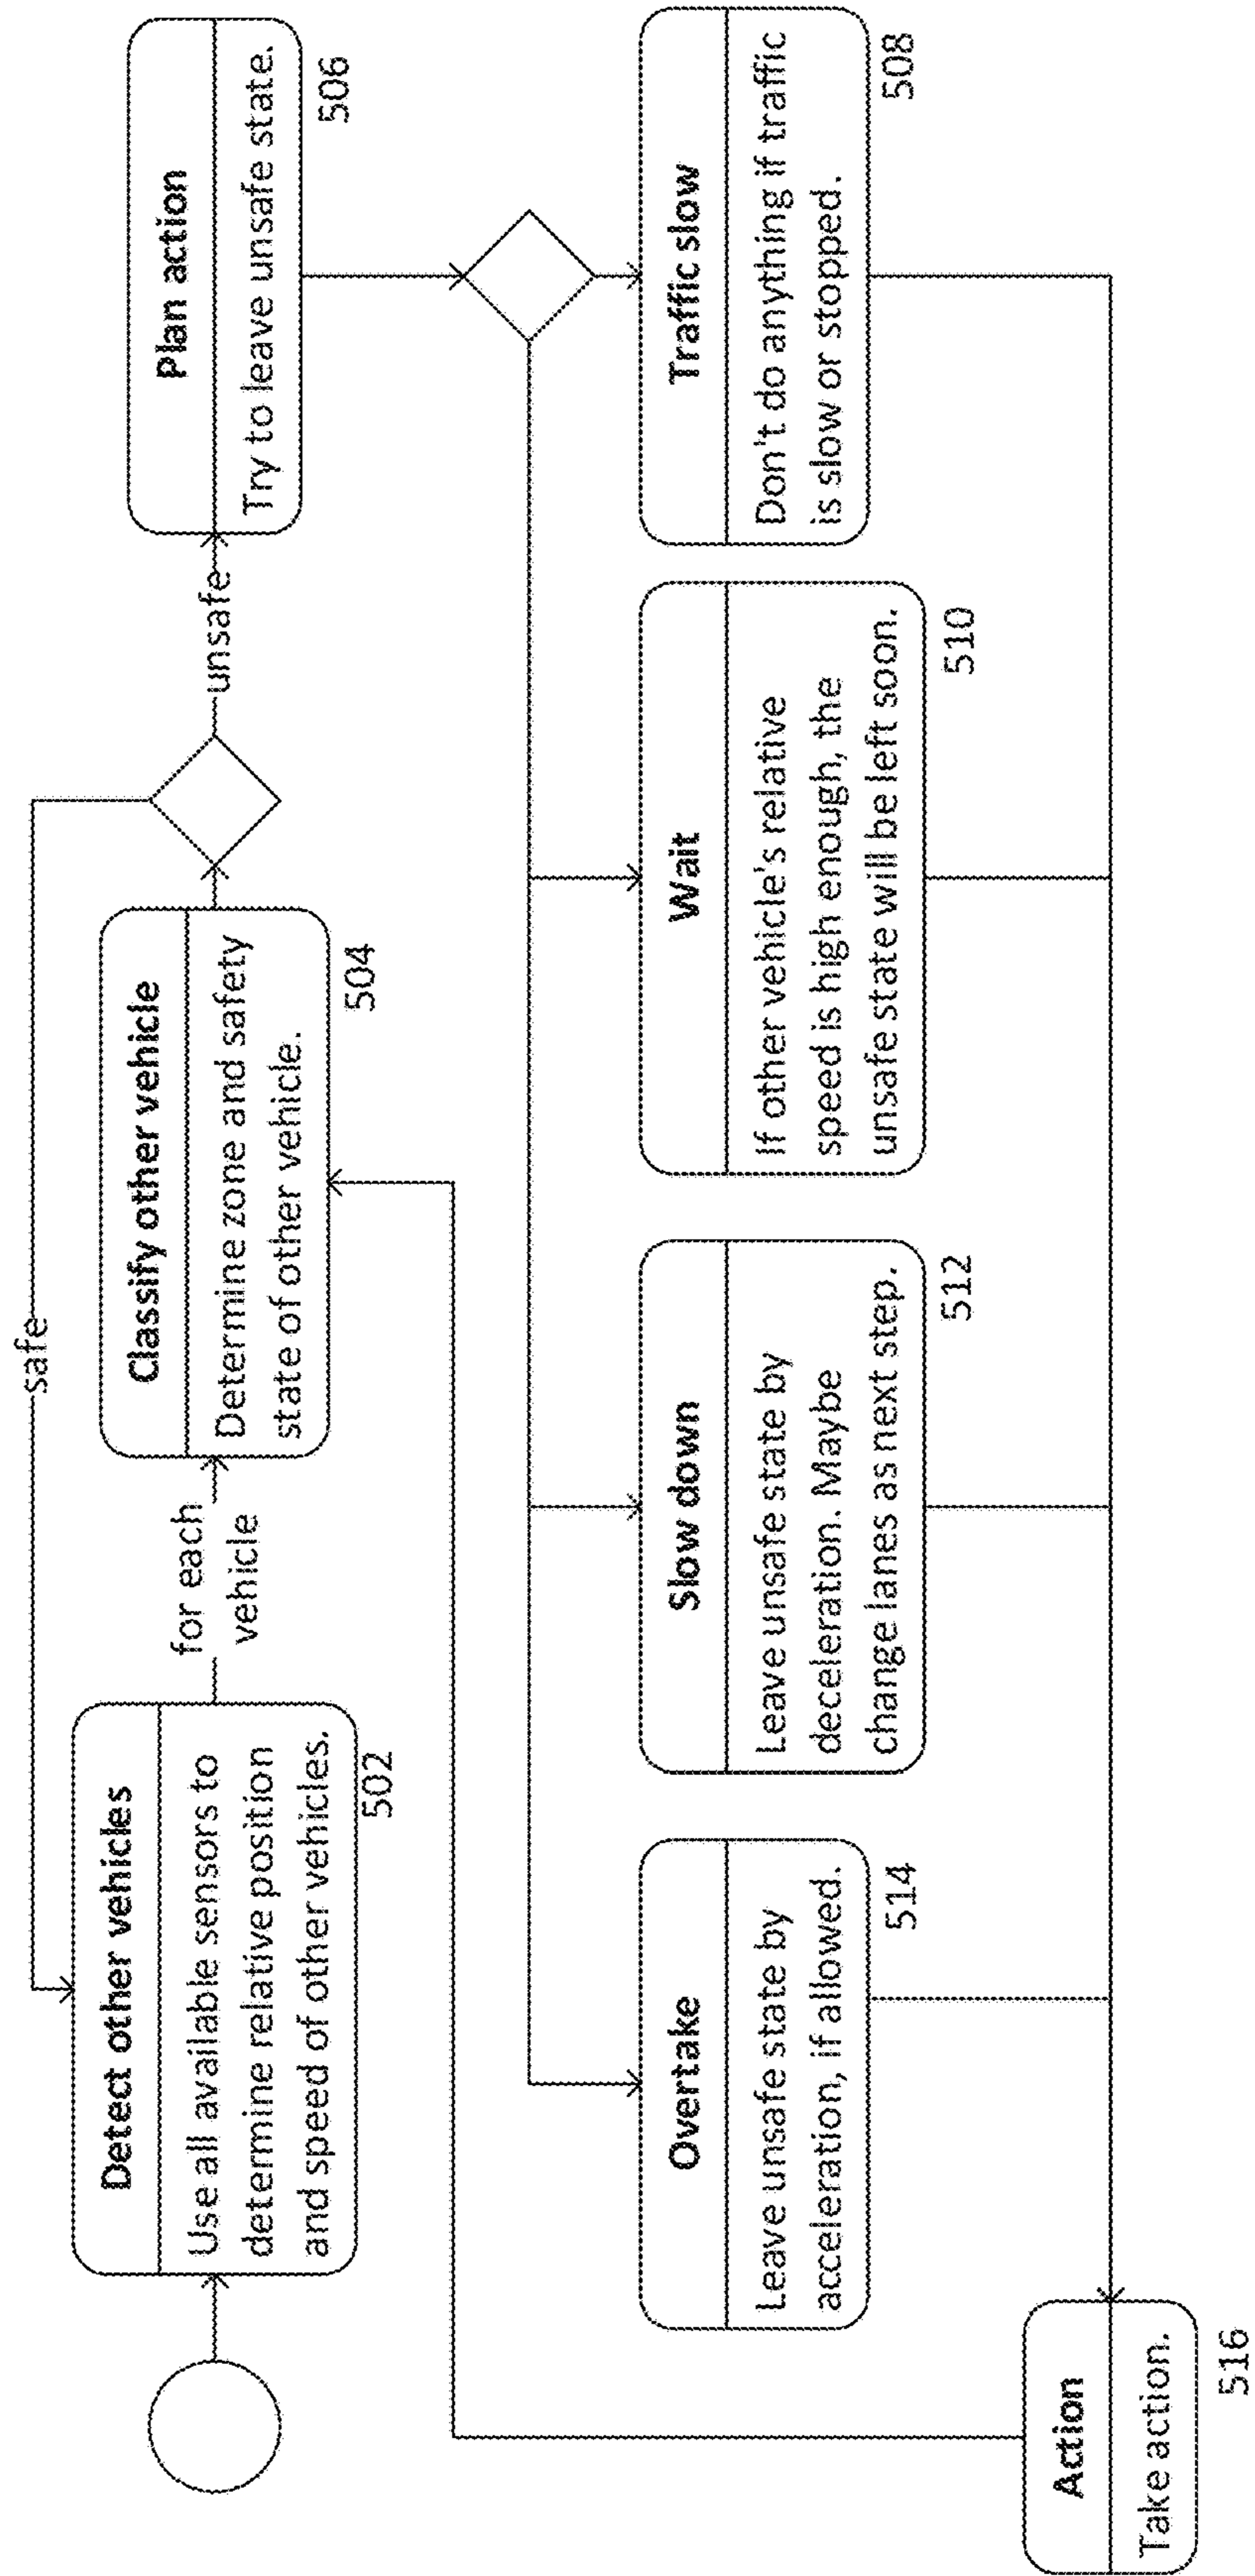 safe
Detect other vehicles
Use all available sensors to
determine relative position
and speed of other vehicles.
502
for each
vehicle
Classify other vehicle
Determine zone and safety
state of other vehicle.
504
unsafe
Plan action
Try to leave unsafe state.
506
Overtake
Leave unsafe state by
acceleration, if allowed.
514
Slow down
Leave unsafe state by
deceleration. Maybe
change lanes as next step.
512
Wait
If other vehicle's relative
speed is high enough, the
unsafe state will be left soon.
510
Traffic slow
Don't do anything if traffic
is slow or stopped.
508
Action
Take action.
516